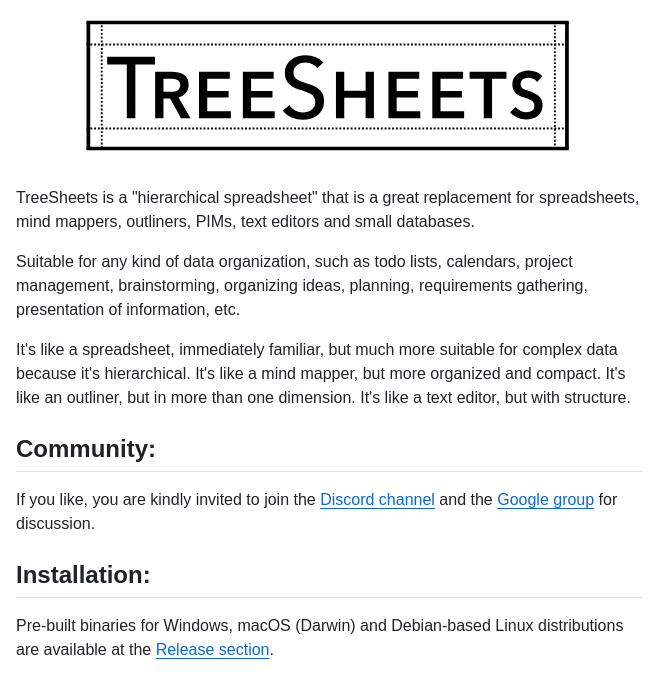 TREESHEETS
TreeSheets is a "hierarchical spreadsheet" that is a great replacement for spreadsheets,
mind mappers, outliners, PIMs, text editors and small databases.
Suitable for any kind of data organization, such as todo lists, calendars, project
management, brainstorming, organizing ideas, planning, requirements gathering,
presentation of information, etc.
It's like a spreadsheet, immediately familiar, but much more suitable for complex data
because it's hierarchical. It's like a mind mapper, but more organized and compact. It's
like an outliner, but in more than one dimension. It's like a text editor, but with structure.
Community:
If you like, you are kindly invited to join the Discord channel and the Google group for
discussion.
Installation:
Pre-built binaries for Windows, macOS (Darwin) and Debian-based Linux distributions
are available at the Release section.